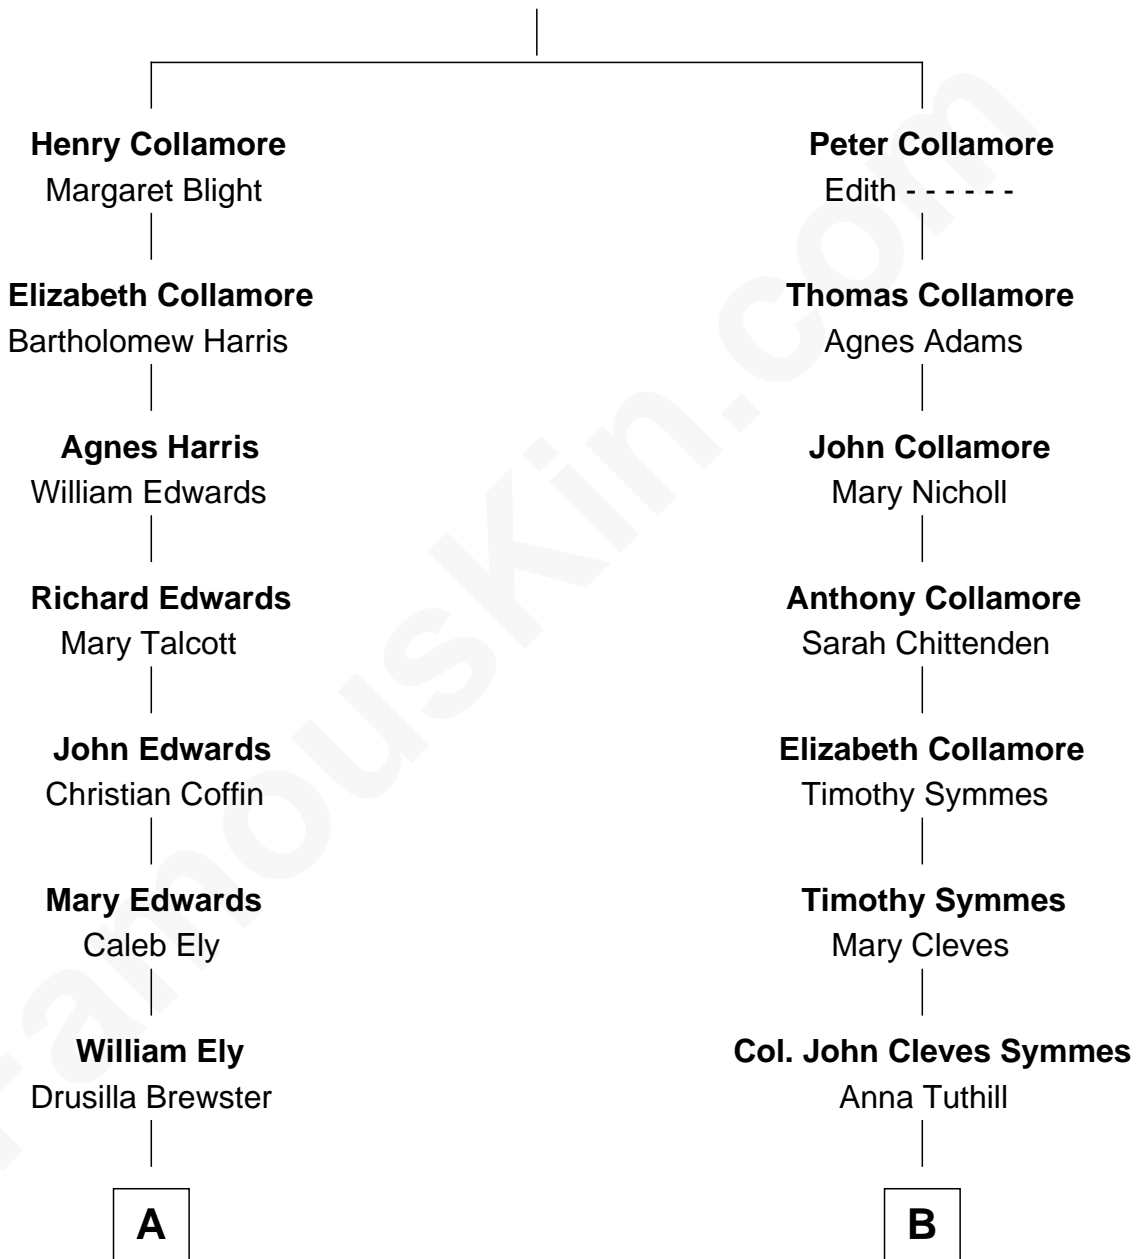 Henry Collamore
Margaret Blight
Peter Collamore
Edith - - - - - -
Elizabeth Collamore
Bartholomew Harris
Thomas Collamore
Agnes Adams
Agnes Harris
William Edwards
John Collamore
Mary Nicholl
Richard Edwards
Mary Talcott
Anthony Collamore
Sarah Chittenden
John Edwards
Christian Coffin
Elizabeth Collamore
Timothy Symmes
Mary Edwards
Caleb Ely
Timothy Symmes
Mary Cleves
William Ely
Drusilla Brewster
Col. John Cleves Symmes
Anna Tuthill
A
B
FamousKin.com